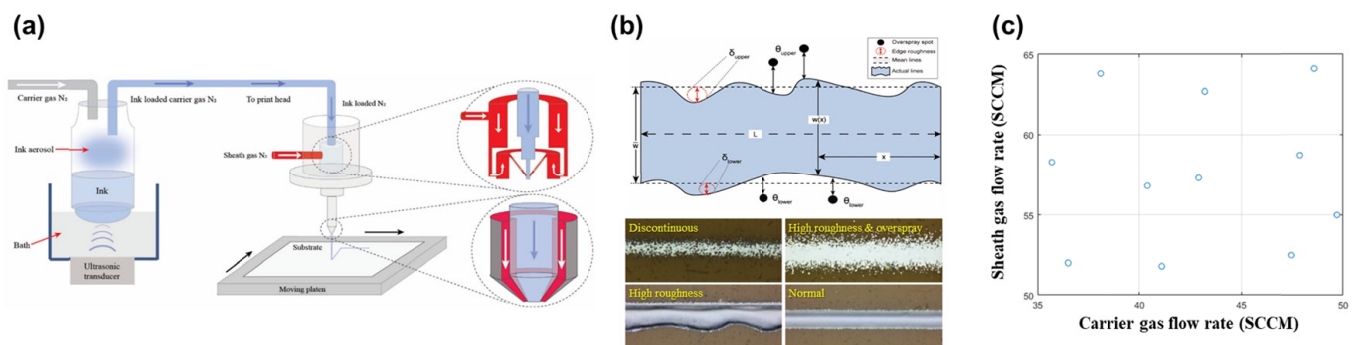 (a)
Carrier gas N₂
Ink loaded carrier gas N₂
To print head
Ink loaded N₂
Ink aerosol
Sheath gas N₂
Ink
Bath
Ultrasonic
transducer
Substrate
Moving platen
(b)
δupper
θupper
Overspray spot
Edge roughness
Mean lines
Actual lines
w(x)
L
w̅
x
δlower
θlower
θlower
Discontinuous
High roughness & overspray
High roughness
Normal
(c)
Sheath gas flow rate (SCCM)
65
60
55
50
35
40
45
50
Carrier gas flow rate (SCCM)